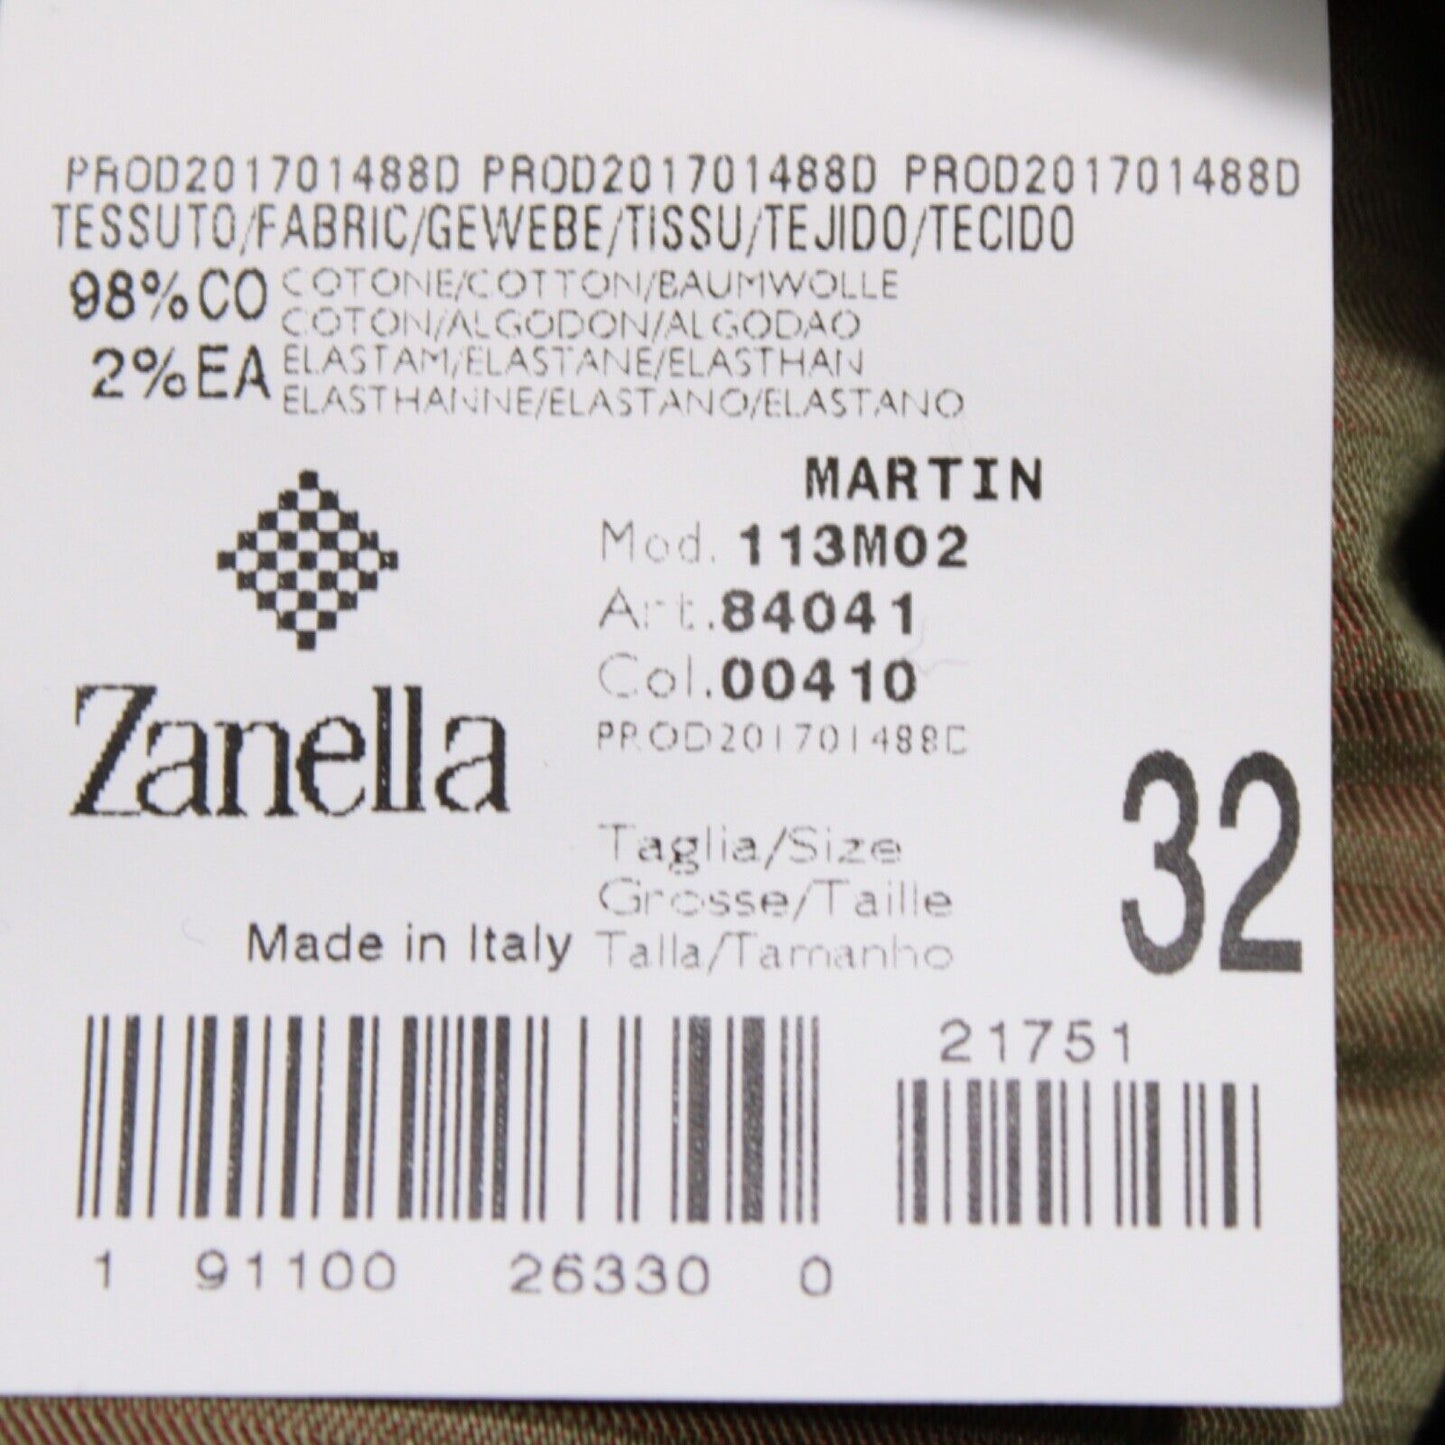 PROD201701488D PROD201701488D PROD201701488D
TESSUTO/FABRIC/GEWEBE/TISSU/TEJIDO/TECIDO
98%CO COTONE/COTTON/BAUMWOLLE
COTON/ALGODON/ALGODAO
2%EA ELASTAM/ELASTANE/ELASTHAN
ELASTHANNE/ELASTANO/ELASTANO
MARTIN
Mod. 113M02
Art.84041
Col.00410
PROD201701488D
Zanella
Taglia/Size
Grosse/Taille
Talla/Tamanho
32
Made in Italy
21751
1 91100 26330 0